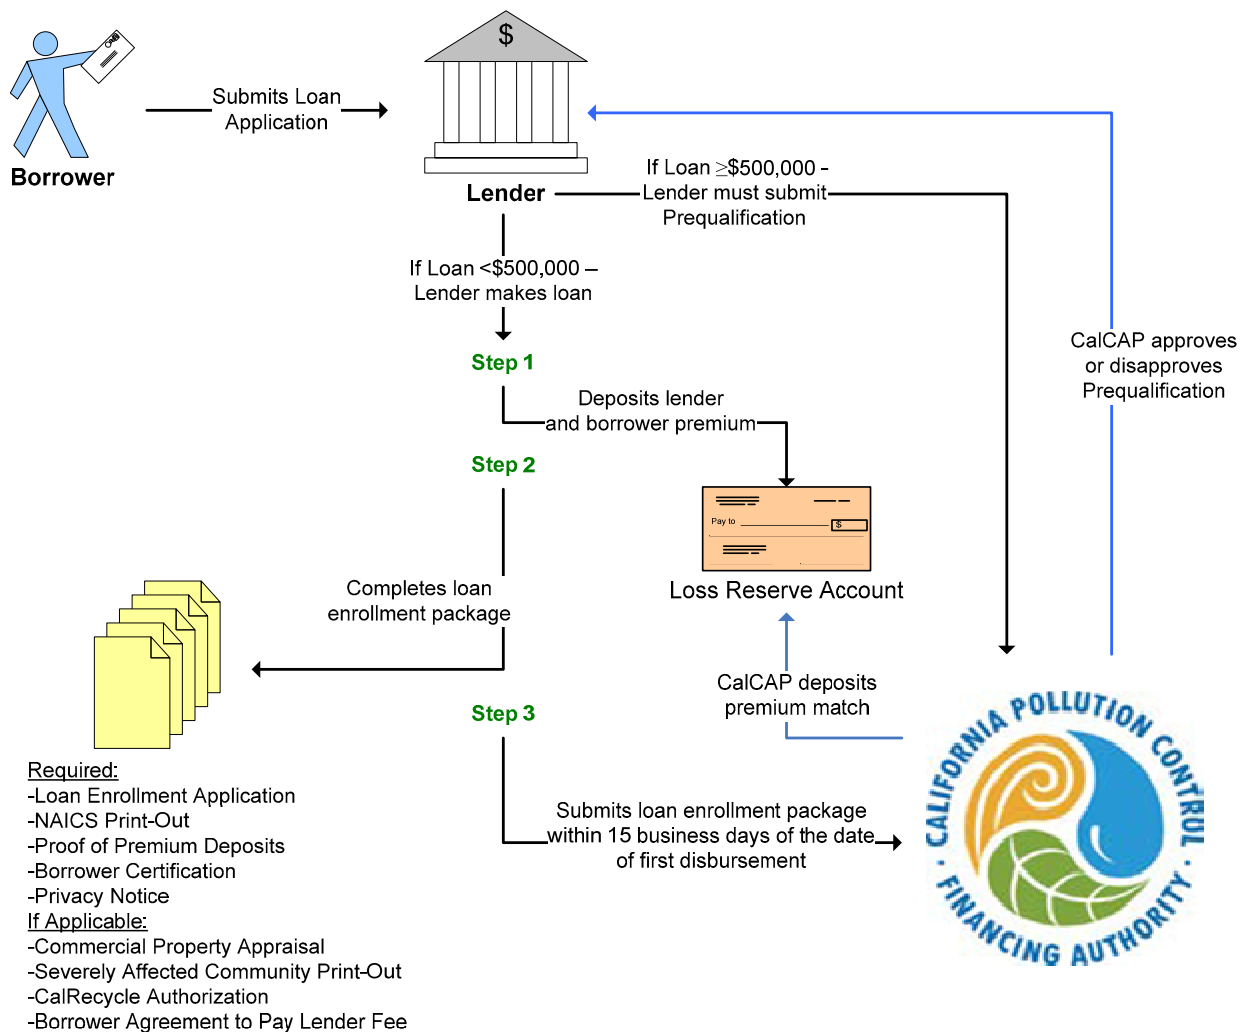 $
Submits Loan
Application
Borrower
Lender
If Loan ≥$500,000 –
Lender must submit
Prequalification
If Loan <$500,000 –
Lender makes loan
CalCAP approves
or disapproves
Prequalification
Step 1
Deposits lender
and borrower premium
Step 2
Pay to
$
Loss Reserve Account
Completes loan
enrollment package
CalCAP deposits
premium match
Step 3
Submits loan enrollment package
within 15 business days of the date
of first disbursement
· CALIFORNIA POLLUTION CONTROL ·
FINANCING AUTHORITY
Required:
-Loan Enrollment Application
-NAICS Print-Out
-Proof of Premium Deposits
-Borrower Certification
-Privacy Notice
If Applicable:
-Commercial Property Appraisal
-Severely Affected Community Print-Out
-CalRecycle Authorization
-Borrower Agreement to Pay Lender Fee